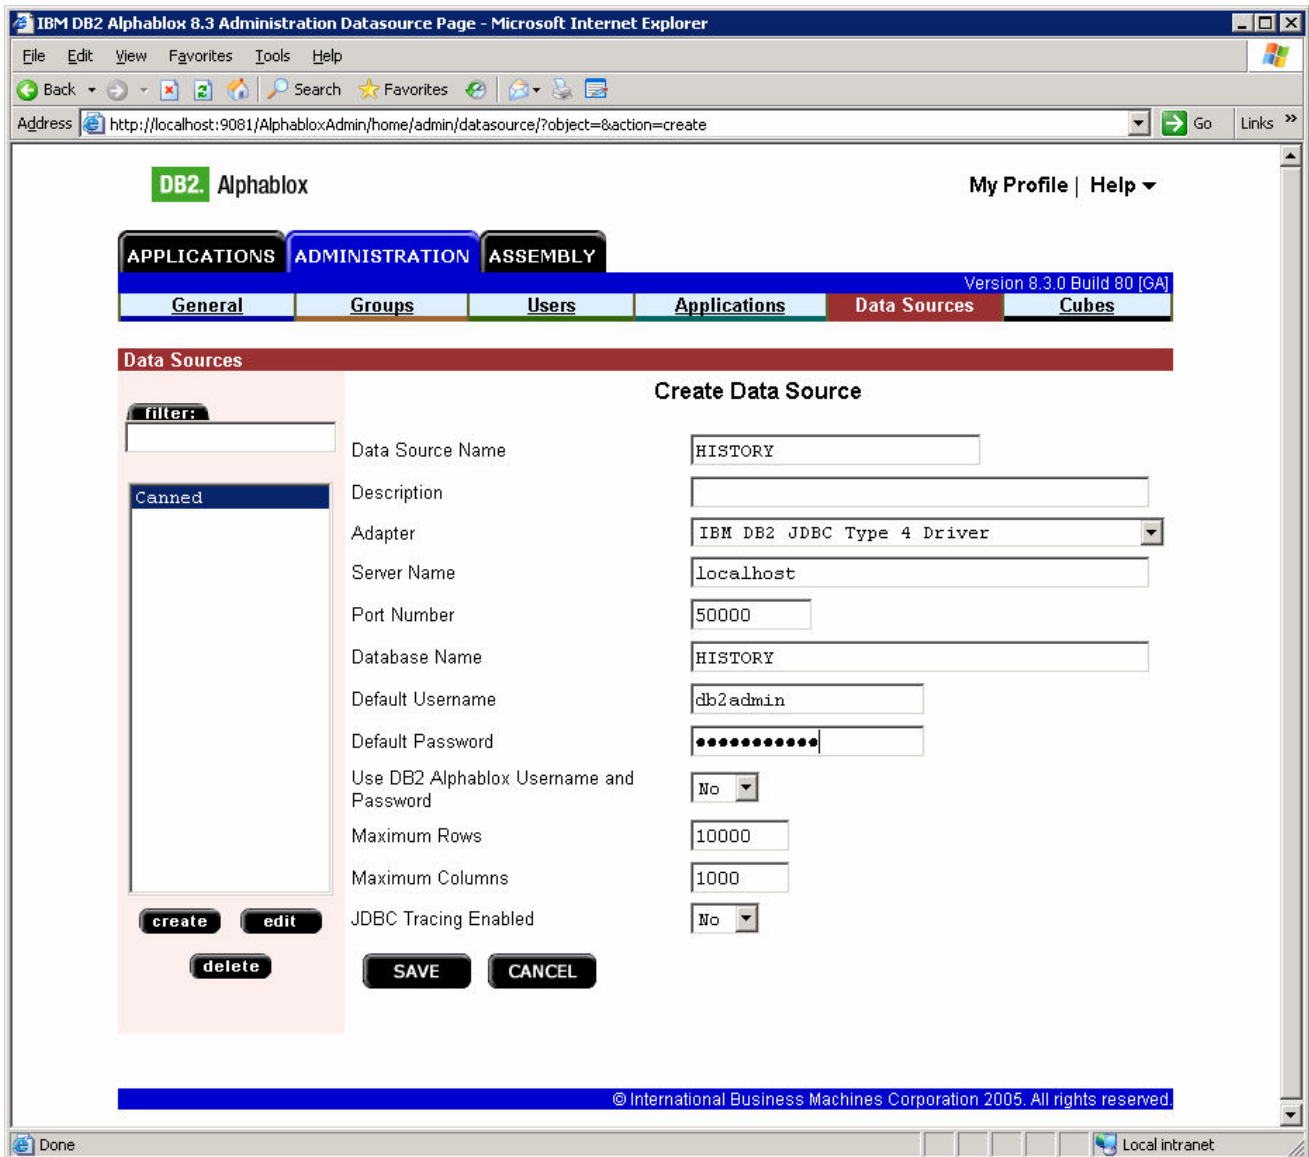 IBM DB2 Alphablox 8.3 Administration Datasource Page - Microsoft Internet Explorer
File Edit View Favorites Tools Help
Back Search Favorites
Address http://localhost:9081/AlphabloxAdmin/home/admin/datasource/?object=&action=create Go Links »
DB2. Alphablox My Profile | Help
APPLICATIONS ADMINISTRATION ASSEMBLY
Version 8.3.0 Build 80 [GA]
General Groups Users Applications Data Sources Cubes
Data Sources
Create Data Source
filter:
Data Source Name HISTORY
Canned
Description
Adapter IBM DB2 JDBC Type 4 Driver
Server Name localhost
Port Number 50000
Database Name HISTORY
Default Username db2admin
Default Password ●●●●●●●●●●●
Use DB2 Alphablox Username and
Password No
Maximum Rows 10000
Maximum Columns 1000
create edit JDBC Tracing Enabled No
delete SAVE CANCEL
© International Business Machines Corporation 2005. All rights reserved.
Done Local intranet